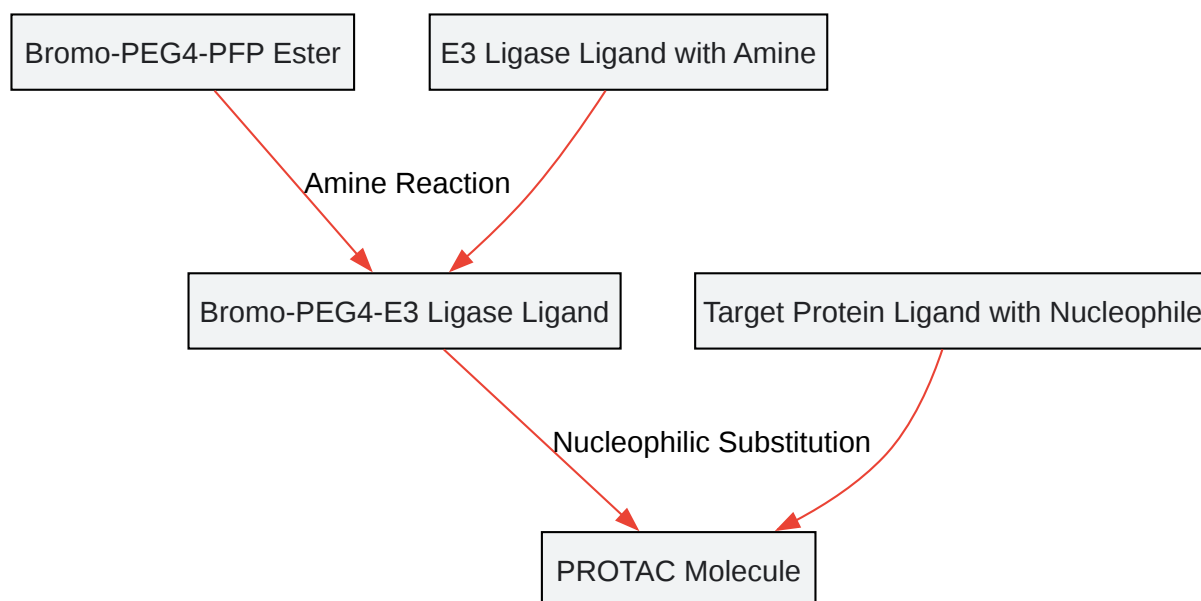 Bromo-PEG4-PFP Ester
E3 Ligase Ligand with Amine
Amine Reaction
Bromo-PEG4-E3 Ligase Ligand
Target Protein Ligand with Nucleophile
Nucleophilic Substitution
PROTAC Molecule